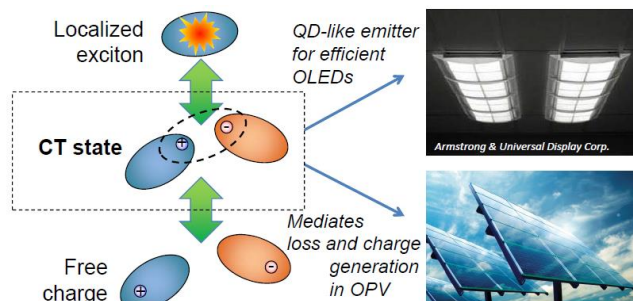 Localized
exciton
QD-like emitter
for efficient
OLEDs
Armstrong & Universal Display Corp.
CT state
+
-
Mediates
loss and charge
generation
in OPV
Free
charge
+
-